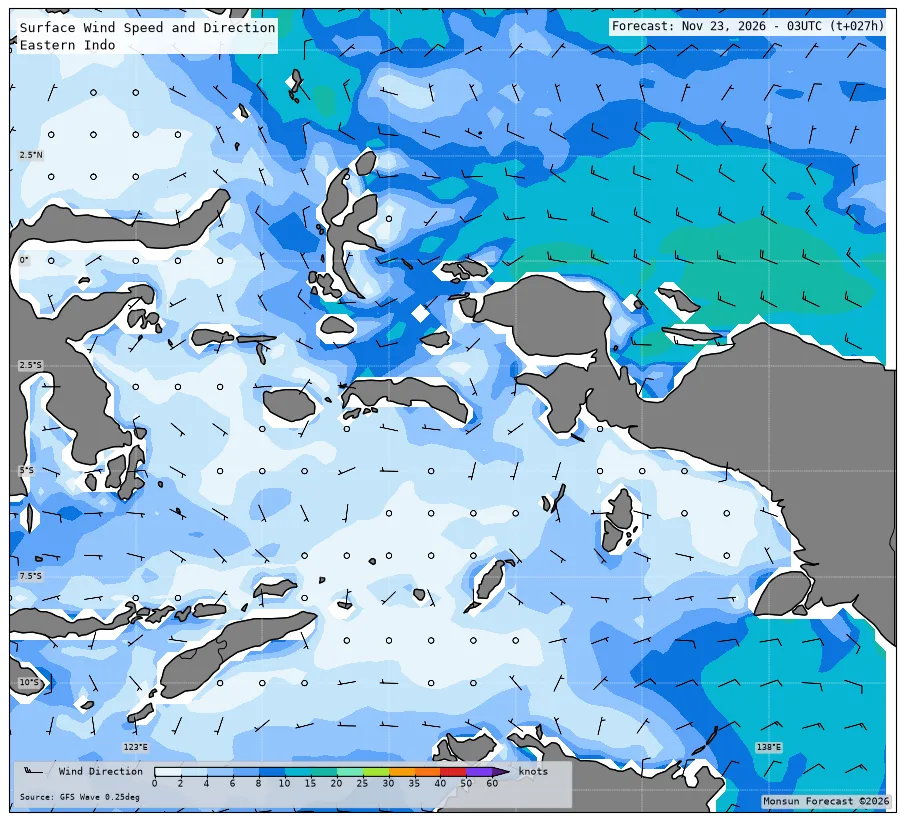 Surface Wind Speed and Direction
Eastern Indo
Forecast: Nov 23, 2026 - 03UTC (t+027h)
2.5°N
0°
2.5°S
5°S
7.5°S
10°S
123°E
138°E
Wind Direction
knots
0 2 4 6 8 10 15 20 30 40 50 60
Source: GFS Wave 0.25deg
Monsun Forecast ©2026